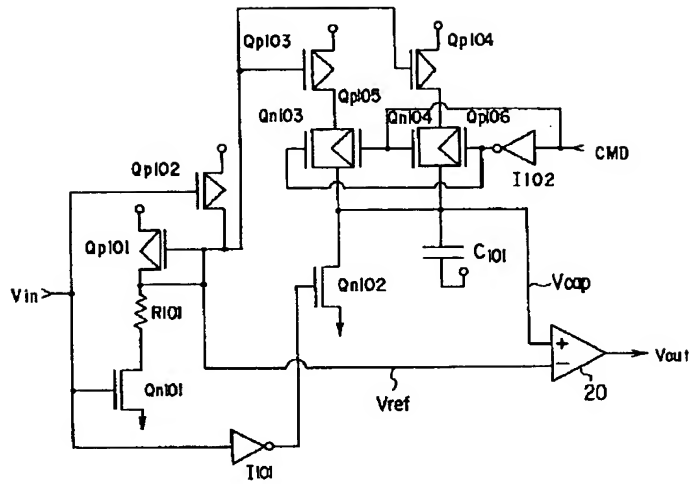 Qp103
Qp104
Qp105
Qn103
Qn104
Qp106
CMD
I102
Qp102
Qp101
C101
Vin
R101
Qn102
Vcap
Vout
20
Qn101
Vref
I101
+
−